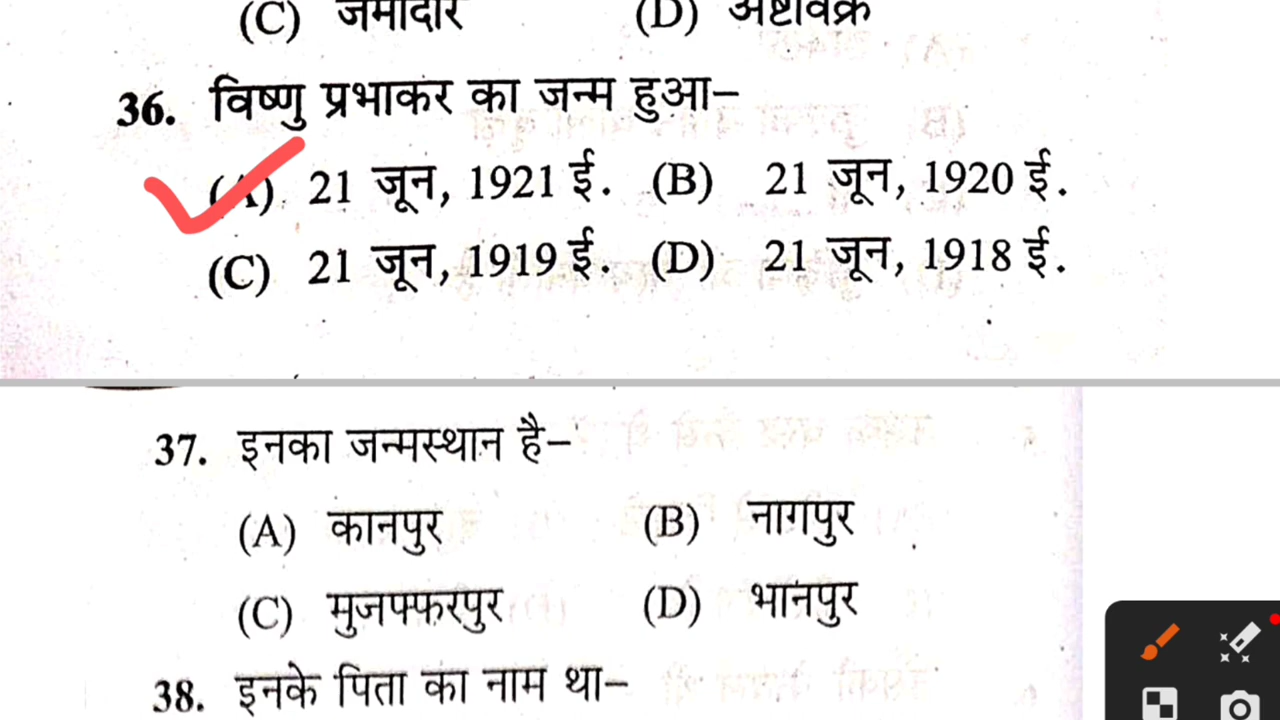 (C) जमादार (D) अष्टावक्र
36. विष्णु प्रभाकर का जन्म हुआ–
(A) 21 जून, 1921 ई. (B) 21 जून, 1920 ई.
(C) 21 जून, 1919 ई. (D) 21 जून, 1918 ई.
37. इनका जन्मस्थान है–
(A) कानपुर (B) नागपुर
(C) मुजफ्फरपुर (D) भानपुर
38. इनके पिता का नाम था–